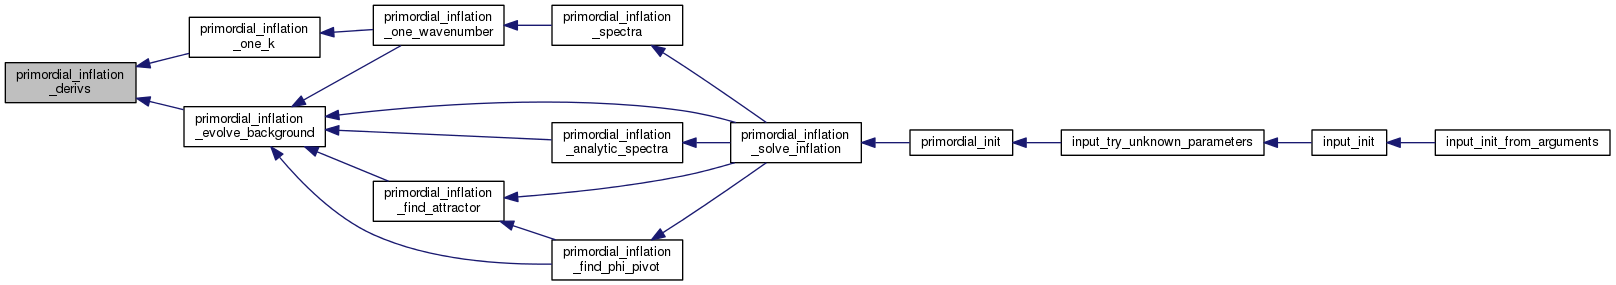 primordial_inflation
_derivs
primordial_inflation
_one_k
primordial_inflation
_evolve_background
primordial_inflation
_one_wavenumber
primordial_inflation
_find_attractor
primordial_inflation
_spectra
primordial_inflation
_analytic_spectra
primordial_inflation
_find_phi_pivot
primordial_inflation
_solve_inflation
primordial_init
input_try_unknown_parameters
input_init
input_init_from_arguments